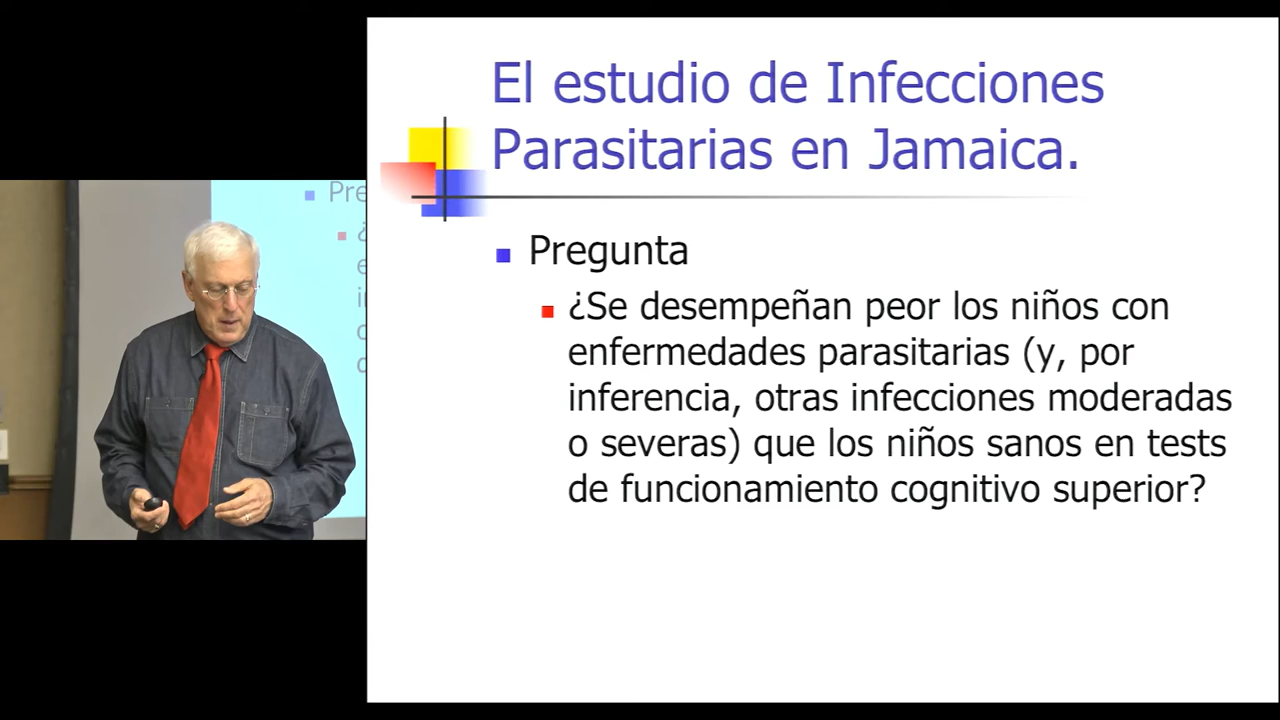 El estudio de Infecciones
Parasitarias en Jamaica.
Pregunta
¿Se desempeñan peor los niños con
enfermedades parasitarias (y, por
inferencia, otras infecciones moderadas
o severas) que los niños sanos en tests
de funcionamiento cognitivo superior?
Pre
¿